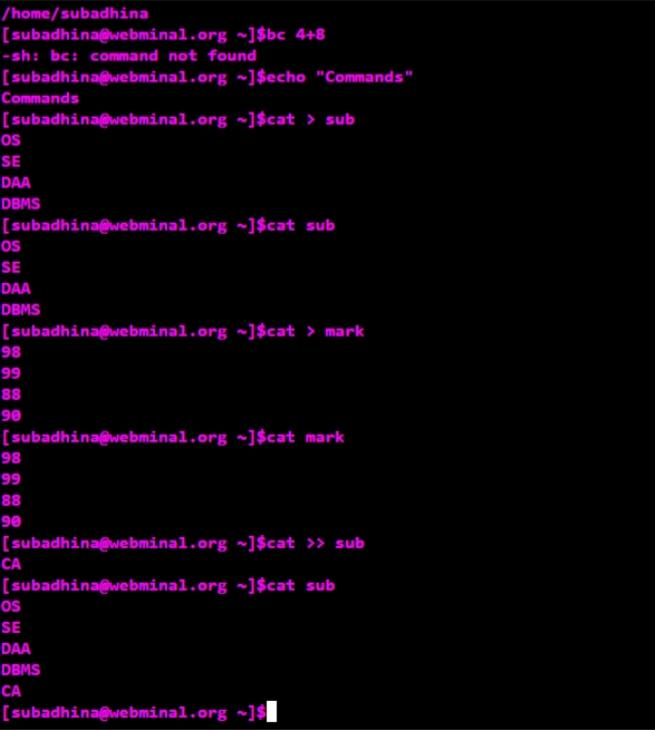 /home/subadhina
[subadhina@webminal.org ~]$bc 4+8
-sh: bc: command not found
[subadhina@webminal.org ~]$echo "Commands"
Commands
[subadhina@webminal.org ~]$cat > sub
OS
SE
DAA
DBMS
[subadhina@webminal.org ~]$cat sub
OS
SE
DAA
DBMS
[subadhina@webminal.org ~]$cat > mark
98
99
88
90
[subadhina@webminal.org ~]$cat mark
98
99
88
90
[subadhina@webminal.org ~]$cat >> sub
CA
[subadhina@webminal.org ~]$cat sub
OS
SE
DAA
DBMS
CA
[subadhina@webminal.org ~]$